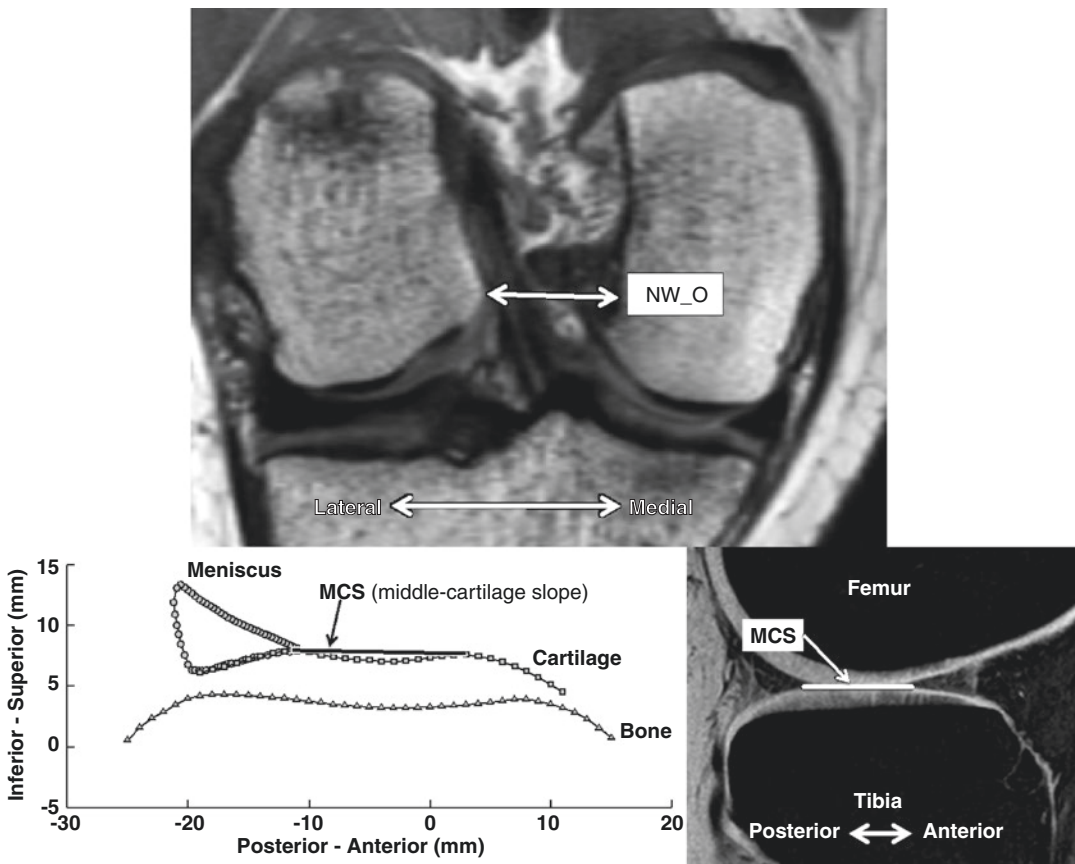 NW_O
Lateral
Medial
15
10
5
0
-5
-30
-20
-10
0
10
20
Inferior - Superior (mm)
Posterior - Anterior (mm)
Meniscus
MCS (middle-cartilage slope)
Cartilage
Bone
Femur
MCS
Tibia
Posterior
Anterior